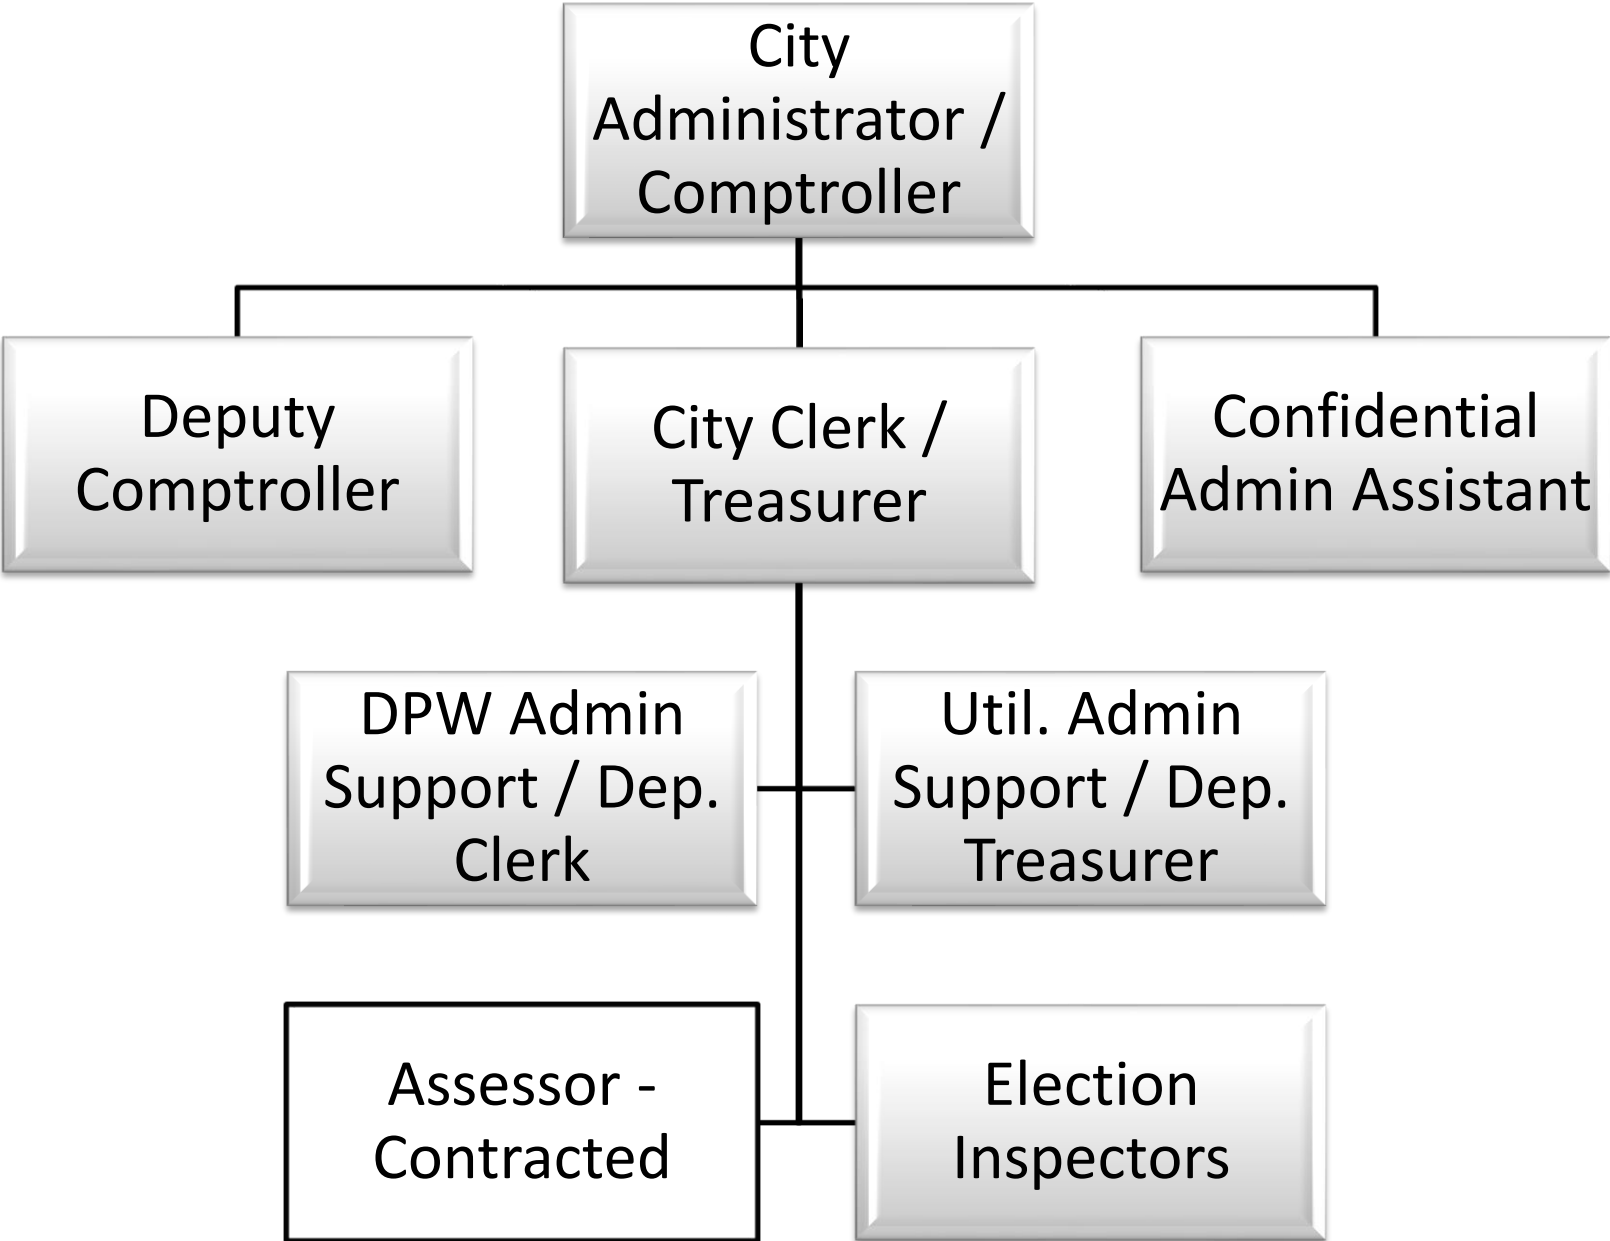 City
Administrator /
Comptroller
Deputy
Comptroller
City Clerk /
Treasurer
Confidential
Admin Assistant
DPW Admin
Support / Dep.
Clerk
Util. Admin
Support / Dep.
Treasurer
Assessor -
Contracted
Election
Inspectors